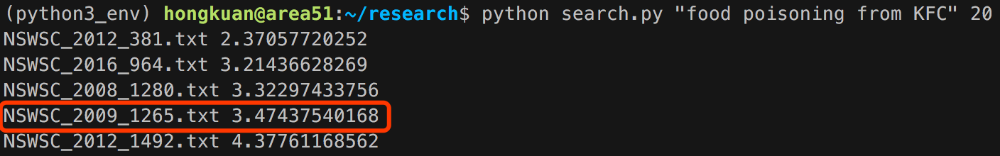 (python3_env) hongkuan@area51:~/research$ python search.py "food poisoning from KFC" 20
NSWSC_2012_381.txt 2.37057720252
NSWSC_2016_964.txt 3.21436628269
NSWSC_2008_1280.txt 3.32297433756
NSWSC_2009_1265.txt 3.47437540168
NSWSC_2012_1492.txt 4.37761168562